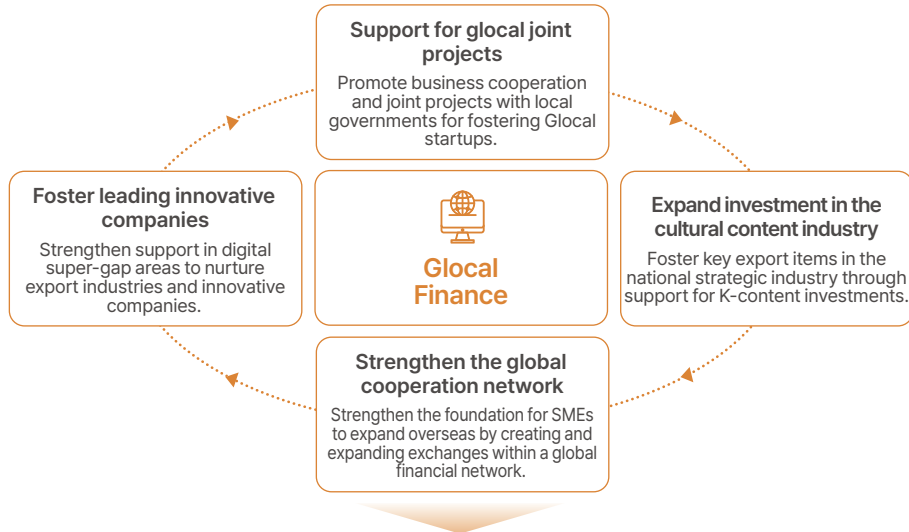 Support for glocal joint
projects
Promote business cooperation
and joint projects with local
governments for fostering Glocal
startups.
Foster leading innovative
companies
Strengthen support in digital
super-gap areas to nurture
export industries and innovative
companies.
Glocal
Finance
Expand investment in the
cultural content industry
Foster key export items in the
national strategic industry through
support for K-content investments.
Strengthen the global
cooperation network
Strengthen the foundation for SMEs
to expand overseas by creating and
expanding exchanges within a global
financial network.